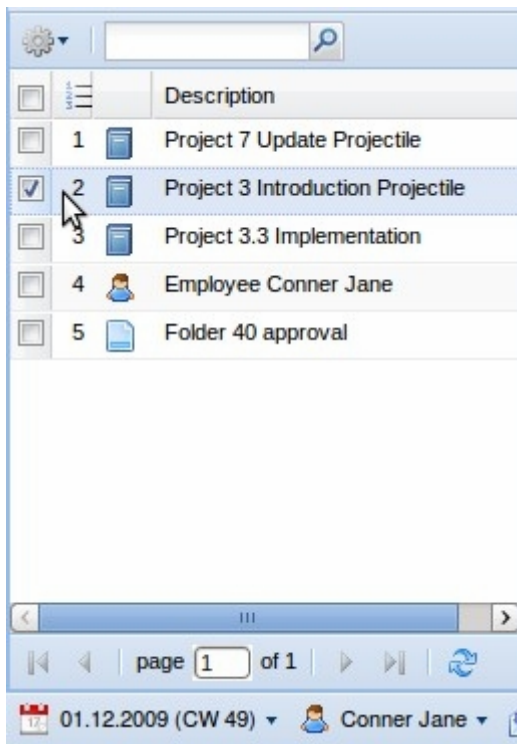 Description
1 Project 7 Update Projectile
2 Project 3 Introduction Projectile
3 Project 3.3 Implementation
4 Employee Conner Jane
5 Folder 40 approval
page 1 of 1
01.12.2009 (CW 49) Conner Jane